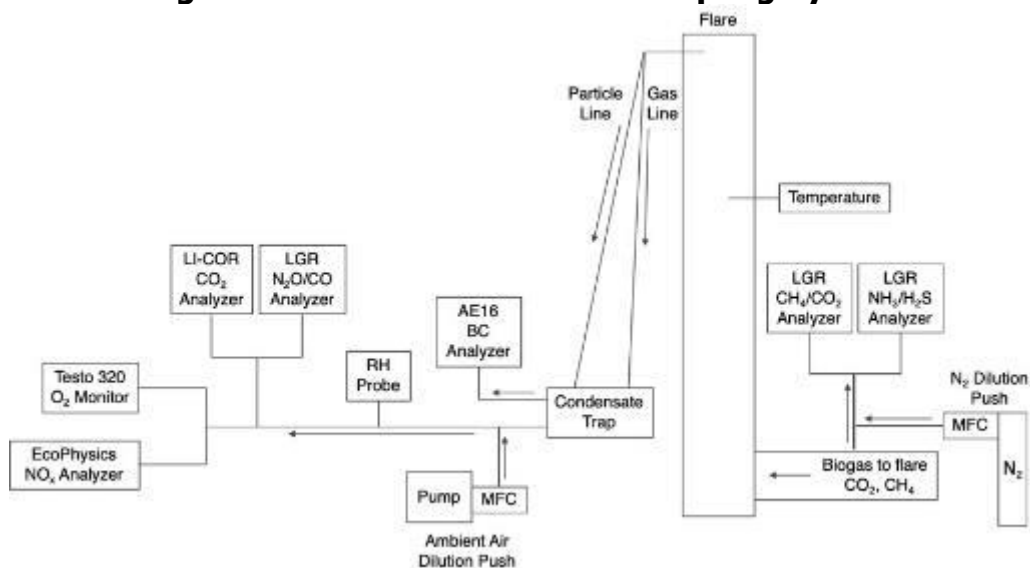 Flare
Particle
Line
Gas
Line
Temperature
LI-COR
CO₂
Analyzer
LGR
N₂O/CO
Analyzer
LGR
CH₄/CO₂
Analyzer
LGR
NH₃/H₂S
Analyzer
AE16
BC
Analyzer
RH
Probe
Testo 320
O₂ Monitor
Condensate
Trap
N₂ Dilution
Push
MFC
N₂
EcoPhysics
NOₓ Analyzer
Biogas to flare
CO₂, CH₄
Pump
MFC
Ambient Air
Dilution Push